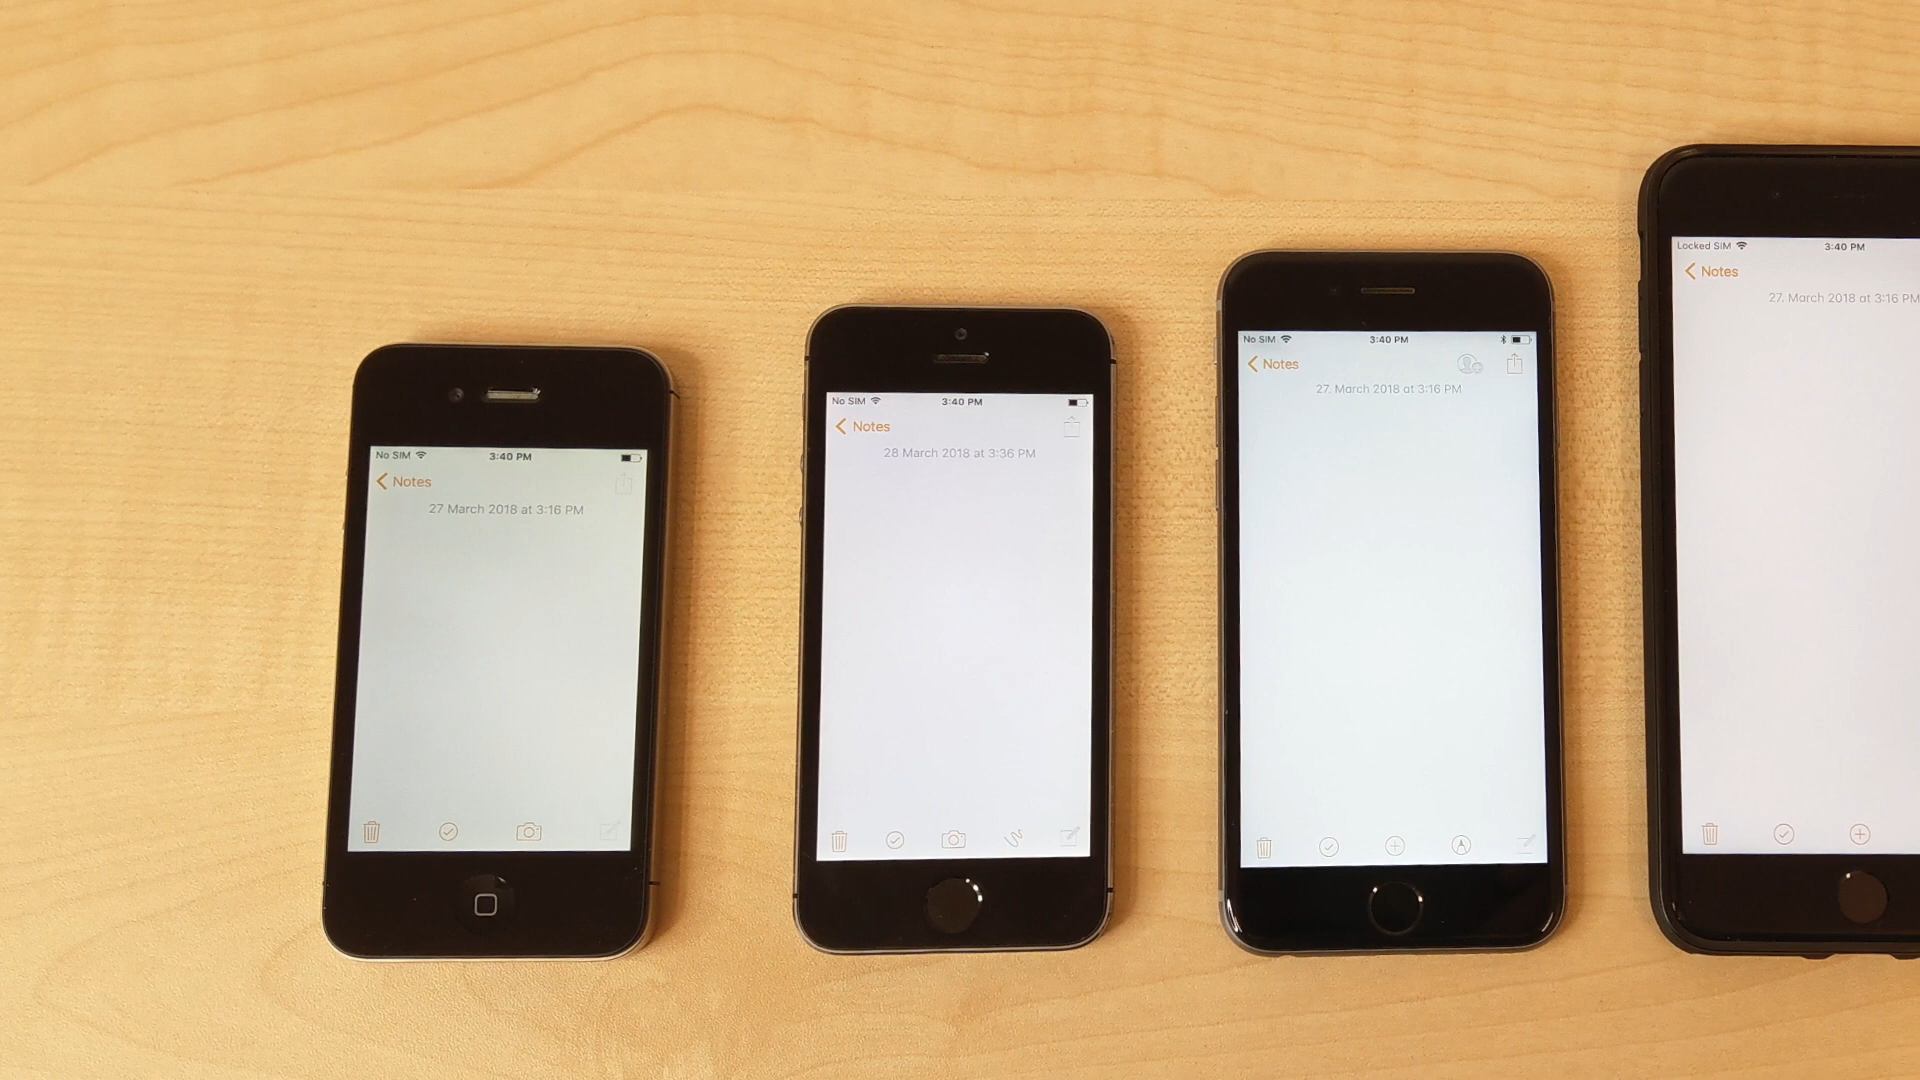 No SIM 3:40 PM
Notes
27 March 2018 at 3:16 PM
No SIM 3:40 PM
Notes
28 March 2018 at 3:36 PM
No SIM 3:40 PM
Notes
27. March 2018 at 3:16 PM
Locked SIM 3:40 PM
Notes
27. March 2018 at 3:16 PM